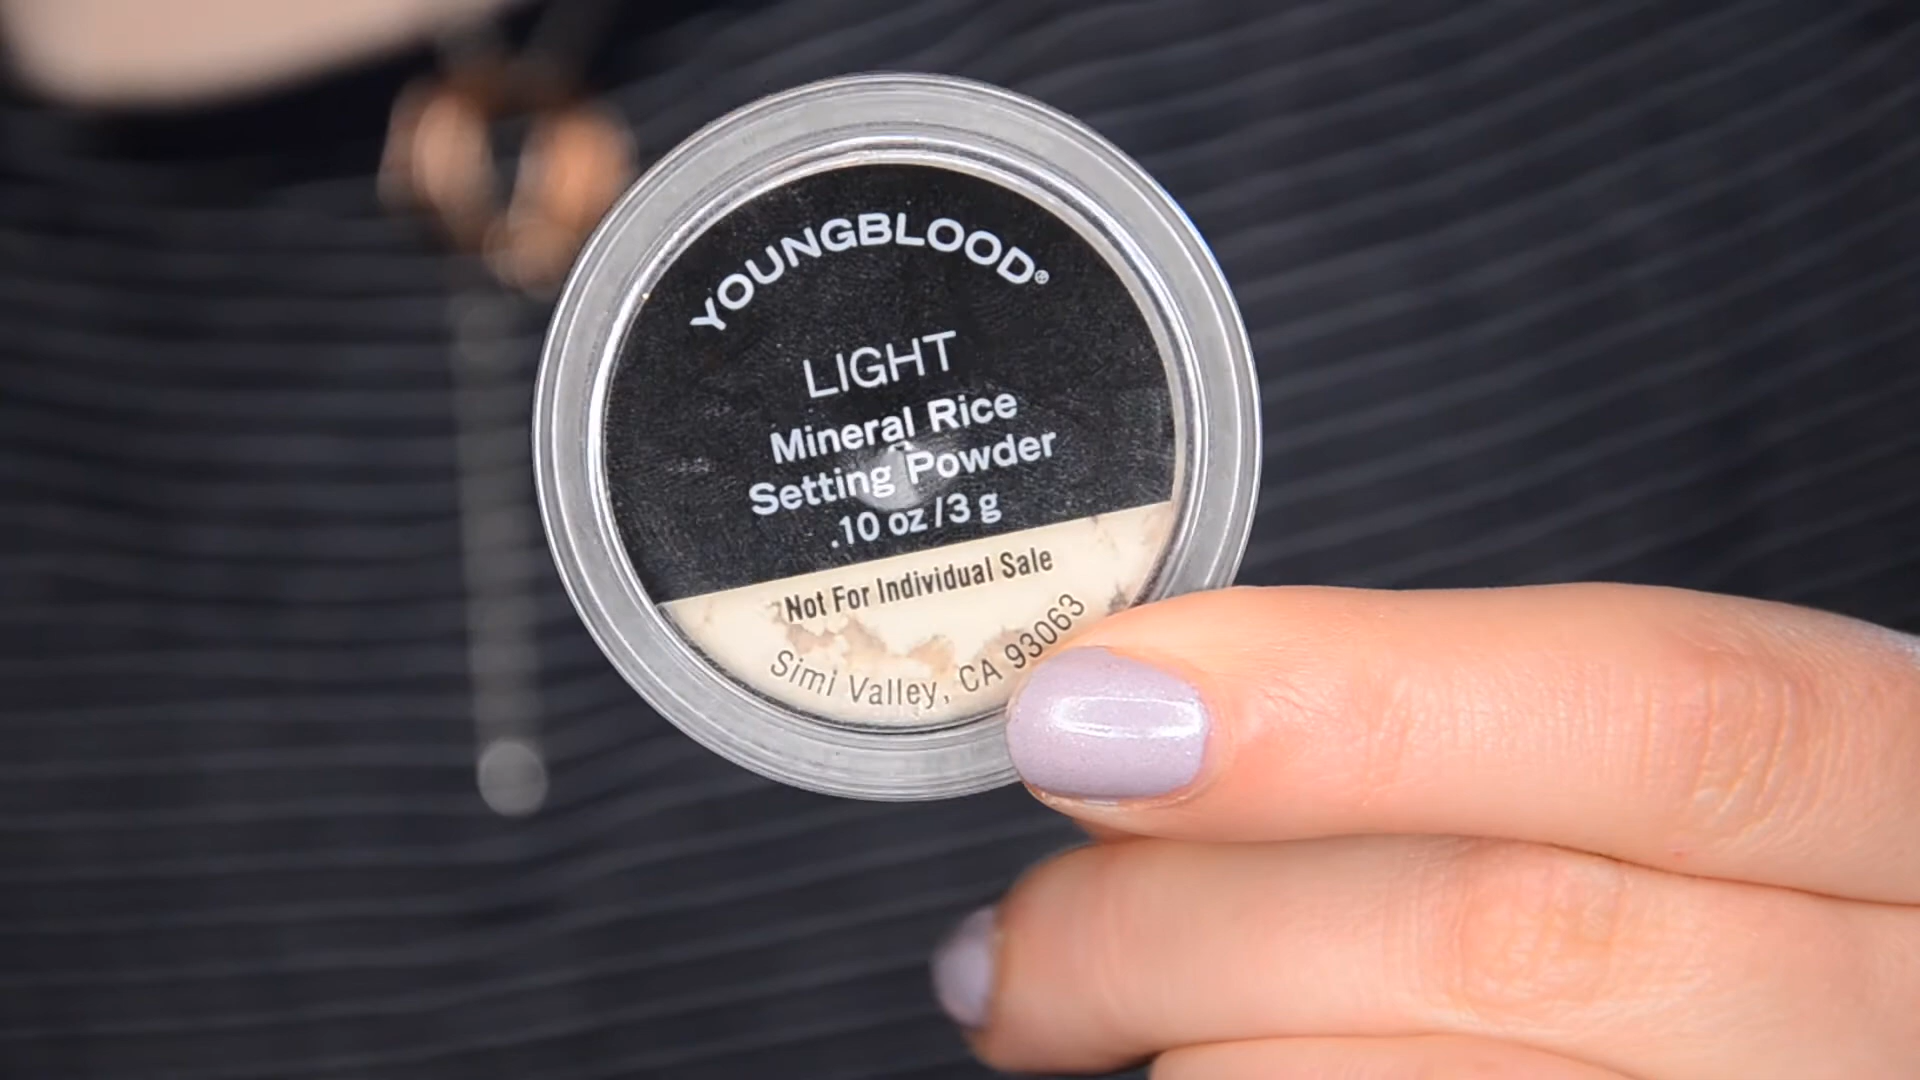 YOUNGBLOOD®
LIGHT
Mineral Rice
Setting Powder
.10 oz / 3 g
Not For Individual Sale
Simi Valley, CA 93063